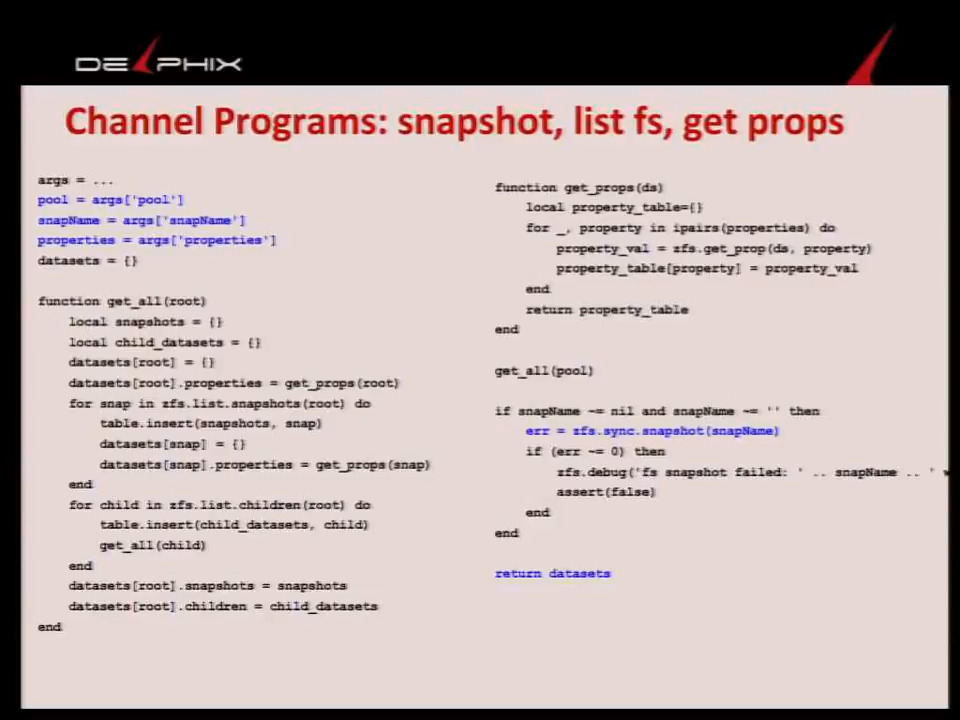 DELPHIX
Channel Programs: snapshot, list fs, get props
args = ...
pool = args['pool']
snapName = args['snapName']
properties = args['properties']
datasets = {}
function get_all(root)
local snapshots = {}
local child_datasets = {}
datasets[root] = {}
datasets[root].properties = get_props(root)
for snap in zfs.list.snapshots(root) do
table.insert(snapshots, snap)
datasets[snap] = {}
datasets[snap].properties = get_props(snap)
end
for child in zfs.list.children(root) do
table.insert(child_datasets, child)
get_all(child)
end
datasets[root].snapshots = snapshots
datasets[root].children = child_datasets
end
function get_props(ds)
local property_table={}
for _, property in ipairs(properties) do
property_val = zfs.get_prop(ds, property)
property_table[property] = property_val
end
return property_table
end
get_all(pool)
if snapName ~= nil and snapName ~= '' then
err = zfs.sync.snapshot(snapName)
if (err ~= 0) then
zfs.debug('fs snapshot failed: ' .. snapName .. '
assert(false)
end
end
return datasets